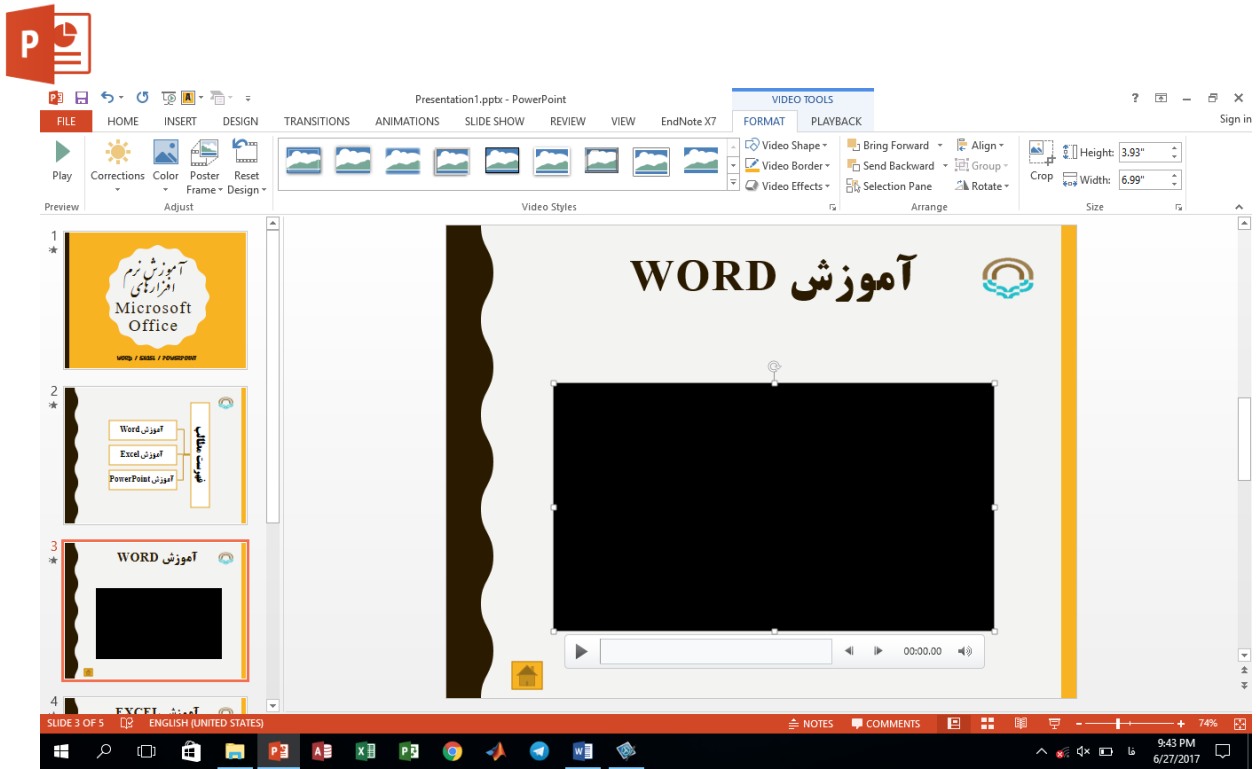 P
Presentation1.pptx - PowerPoint
VIDEO TOOLS
?
Sign in
FILE HOME INSERT DESIGN TRANSITIONS ANIMATIONS SLIDE SHOW REVIEW VIEW EndNote X7 FORMAT PLAYBACK
Play
Corrections
Color
Poster Frame
Reset Design
Video Shape
Video Border
Video Effects
Bring Forward
Send Backward
Selection Pane
Align
Group
Rotate
Crop
Height: 3.93"
Width: 6.99"
Preview
Adjust
Video Styles
Arrange
Size
1
آموزش نرم
افزارهای
Microsoft
Office
WORD / EXCEL / POWERPOINT
2
فهرست مطالب
آموزش Word
آموزش Excel
آموزش PowerPoint
3
آموزش WORD
4
آموزش EXCEL
آموزش WORD
00:00.00
SLIDE 3 OF 5
ENGLISH (UNITED STATES)
NOTES
COMMENTS
74%
فا
9:43 PM
6/27/2017